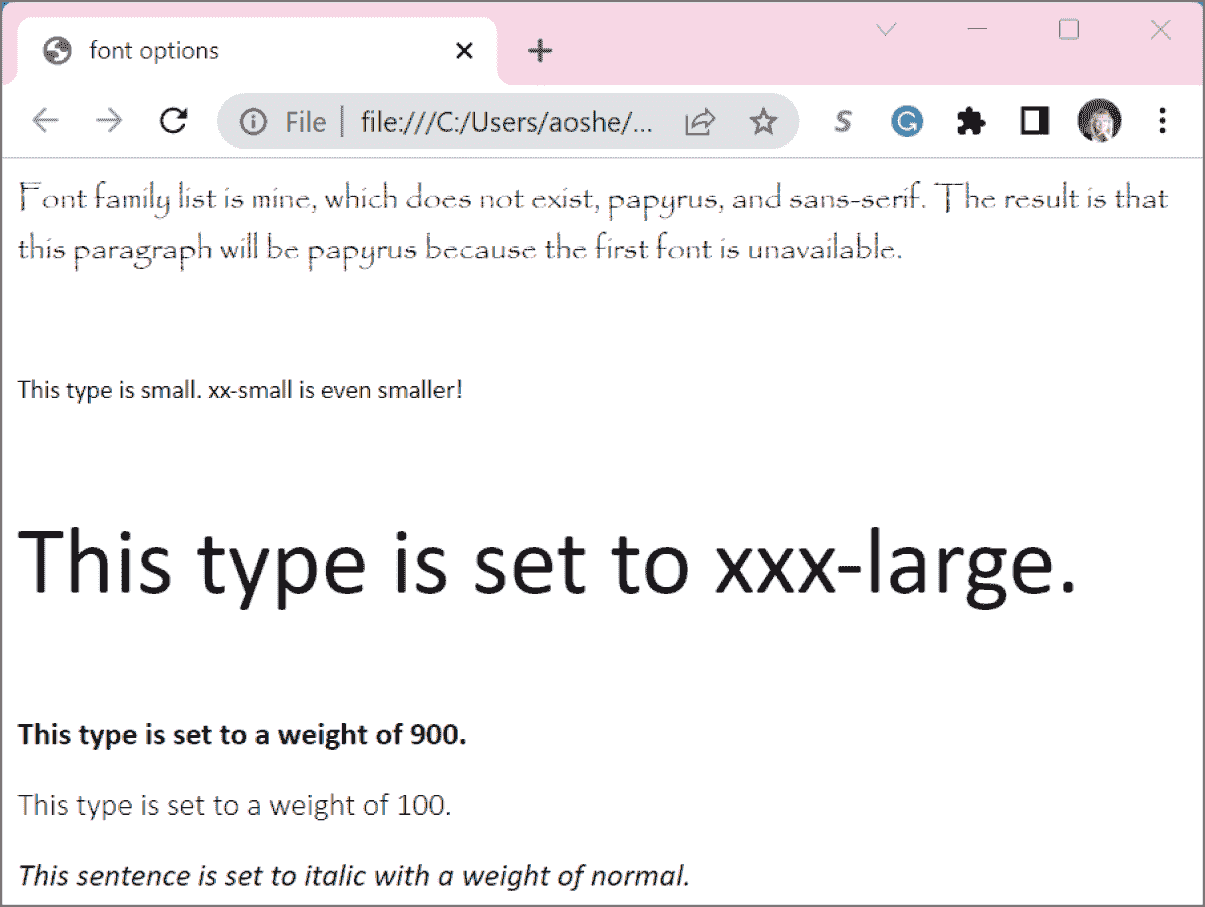 font options
File | file:///C:/Users/aoshe/...
Font family list is mine, which does not exist, papyrus, and sans-serif. The result is that
this paragraph will be papyrus because the first font is unavailable.
This type is small. xx-small is even smaller!
This type is set to xxx-large.
This type is set to a weight of 900.
This type is set to a weight of 100.
This sentence is set to italic with a weight of normal.